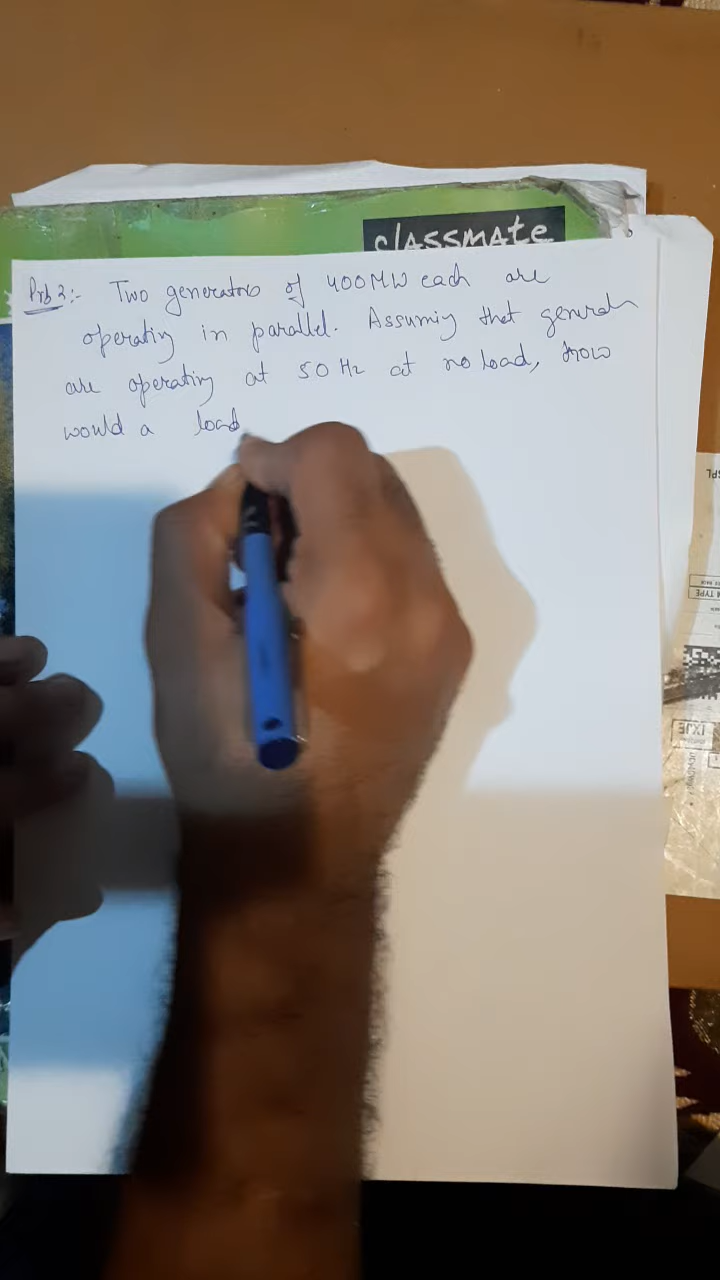 classmate
Prb 2:- Two generators of 400MW each are
operating in parallel. Assuming that generators
are operating at 50 Hz at no load, how
would a load